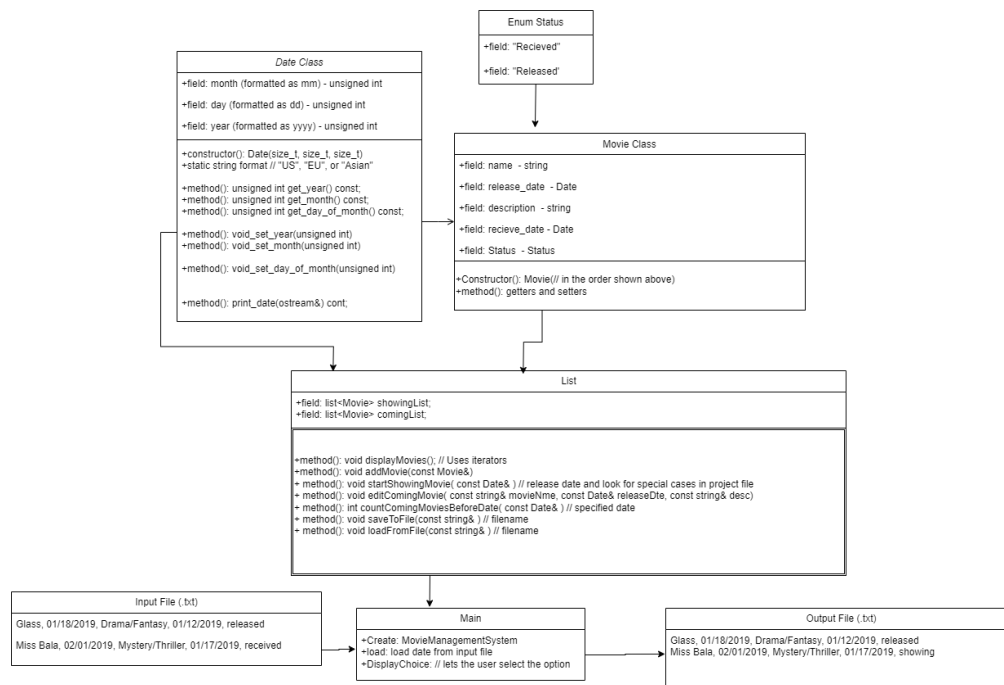 Enum Status
+field: "Recieved"
+field: "Released'
Date Class
+field: month (formatted as mm) - unsigned int
+field: day (formatted as dd) - unsigned int
+field: year (formatted as yyyy) - unsigned int
+constructor(): Date(size_t, size_t, size_t)
+static string format // "US", "EU", or "Asian"
+method(): unsigned int get_year() const;
+method(): unsigned int get_month() const;
+method(): unsigned int get_day_of_month() const;
+method(): void_set_year(unsigned int)
+method(): void_set_month(unsigned int)
+method(): void_set_day_of_month(unsigned int)
+method(): print_date(ostream&) cont;
Movie Class
+field: name - string
+field: release_date - Date
+field: description - string
+field: recieve_date - Date
+field: Status - Status
+Constructor(): Movie(// in the order shown above)
+method(): getters and setters
List
+field: list<Movie> showingList;
+field: list<Movie> comingList;
+method(): void displayMovies(); // Uses iterators
+method(): void addMovie(const Movie&)
+ method(): void startShowingMovie( const Date& ) // release date and look for special cases in project file
+ method(): void editComingMovie( const string& movieNme, const Date& releaseDte, const string& desc)
+ method(): int countComingMoviesBeforeDate( const Date& ) // specified date
+ method(): void saveToFile(const string& ) // filename
+ method(): void loadFromFile(const string& ) // filename
Input File (.txt)
Glass, 01/18/2019, Drama/Fantasy, 01/12/2019, released
Miss Bala, 02/01/2019, Mystery/Thriller, 01/17/2019, received
Main
+Create: MovieManagementSystem
+load: load date from input file
+DisplayChoice: // lets the user select the option
Output File (.txt)
Glass, 01/18/2019, Drama/Fantasy, 01/12/2019, released
Miss Bala, 02/01/2019, Mystery/Thriller, 01/17/2019, showing